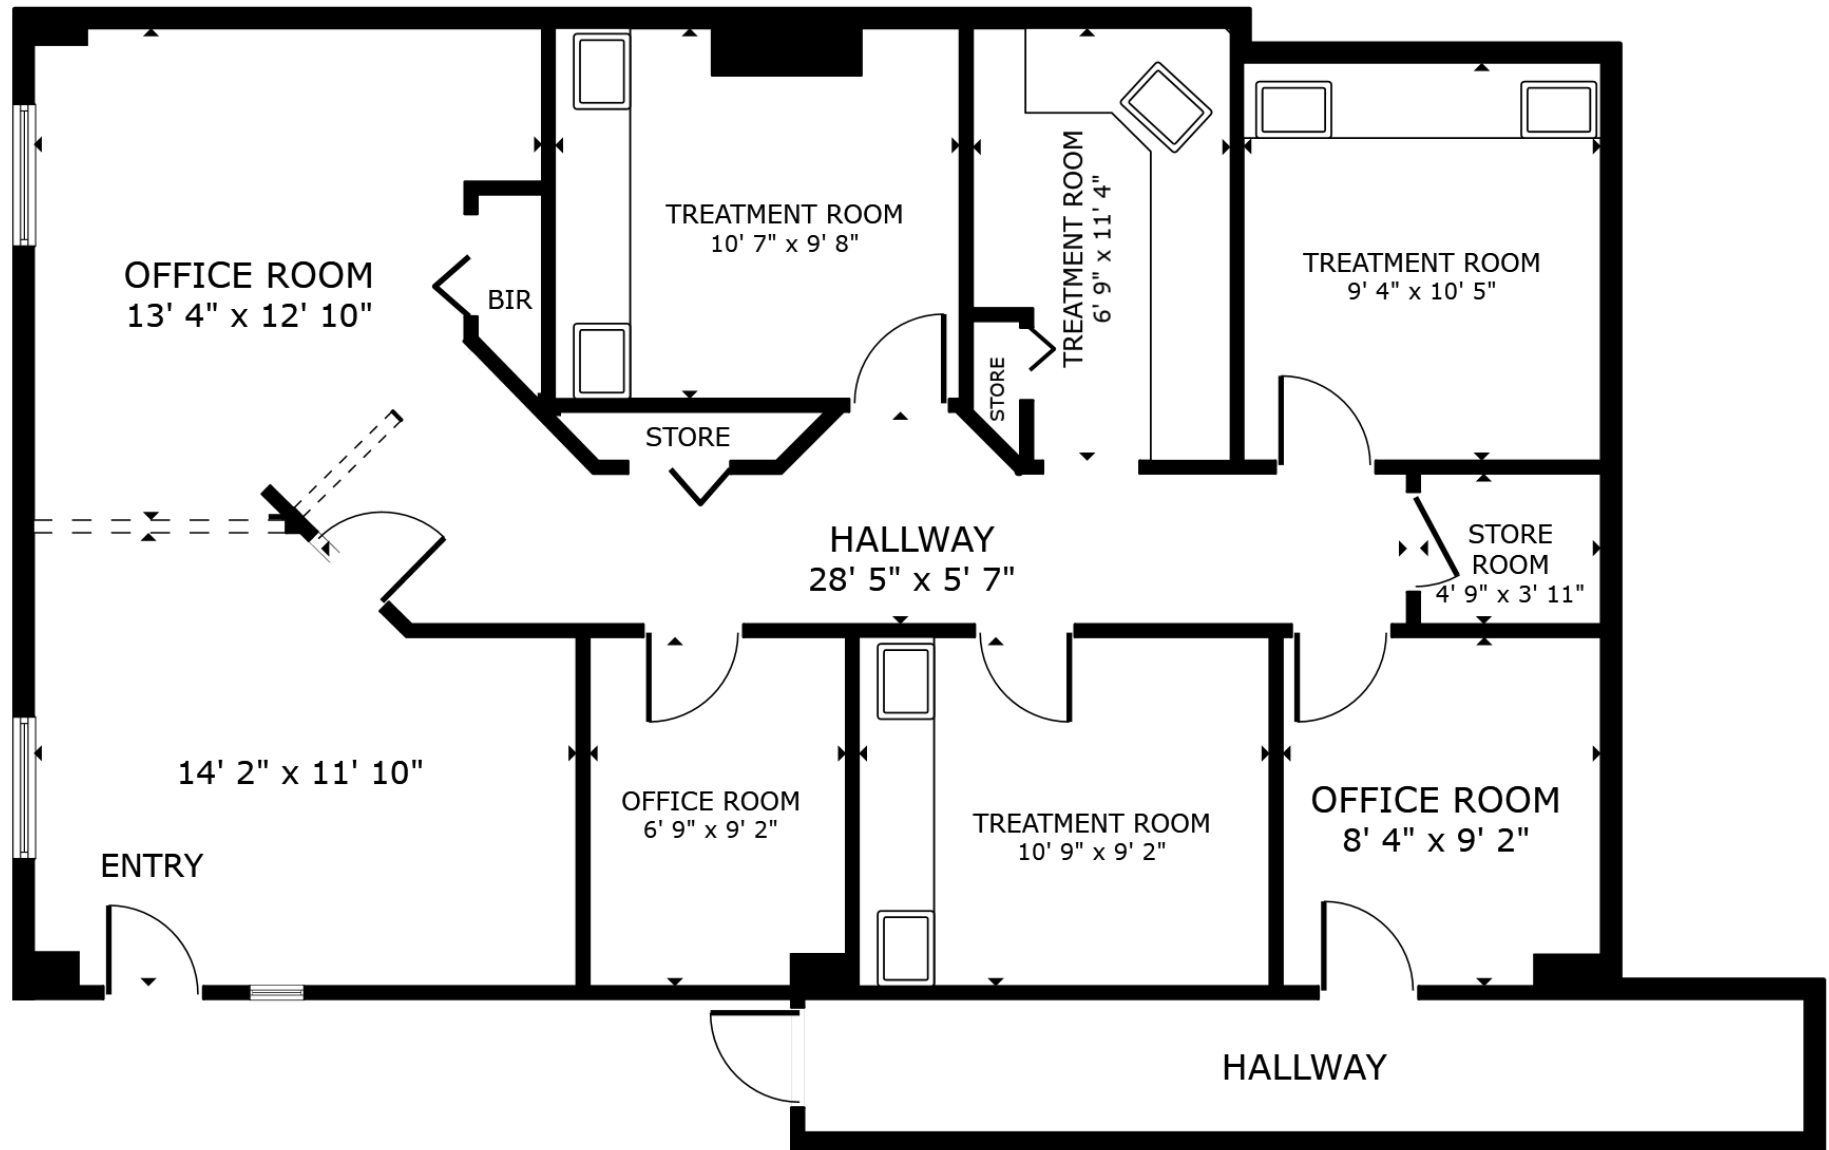 OFFICE ROOM
13' 4" x 12' 10"
BIR
TREATMENT ROOM
10' 7" x 9' 8"
STORE
TREATMENT ROOM
6' 9" x 11' 4"
STORE
TREATMENT ROOM
9' 4" x 10' 5"
HALLWAY
28' 5" x 5' 7"
STORE
ROOM
4' 9" x 3' 11"
14' 2" x 11' 10"
ENTRY
OFFICE ROOM
6' 9" x 9' 2"
TREATMENT ROOM
10' 9" x 9' 2"
OFFICE ROOM
8' 4" x 9' 2"
HALLWAY